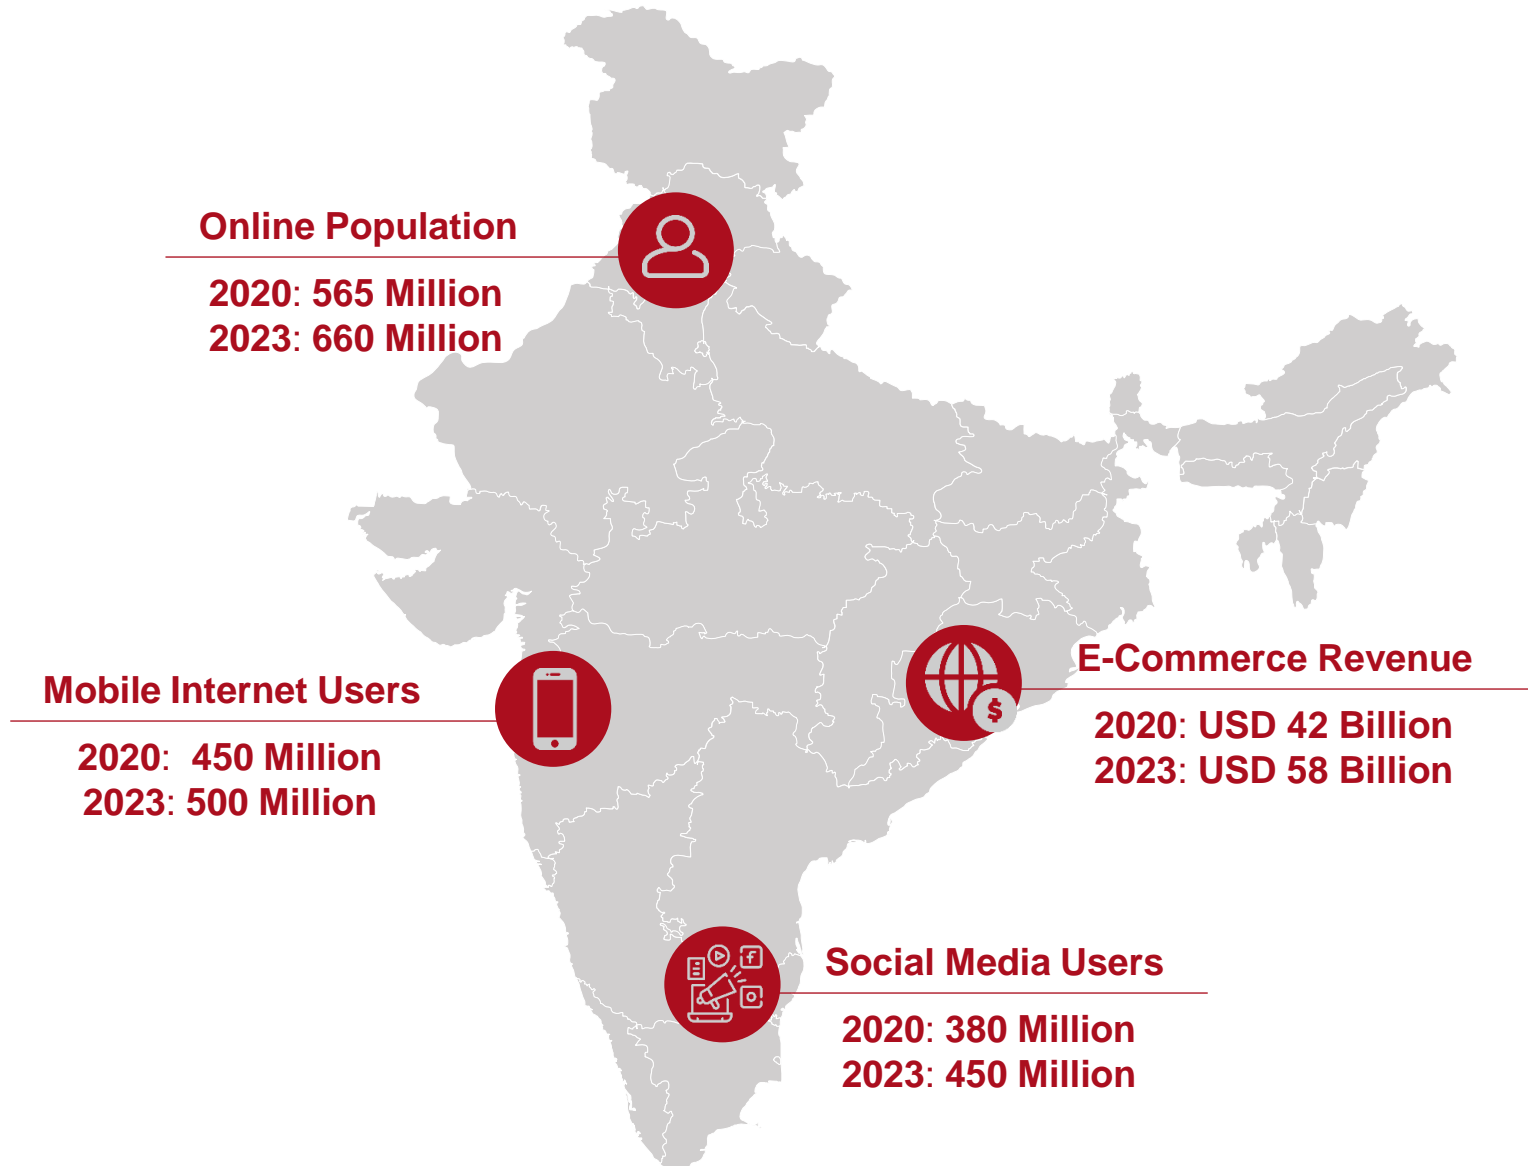 Online Population
2020: 565 Million
2023: 660 Million
Mobile Internet Users
2020: 450 Million
2023: 500 Million
E-Commerce Revenue
$
2020: USD 42 Billion
2023: USD 58 Billion
Social Media Users
f
2020: 380 Million
2023: 450 Million